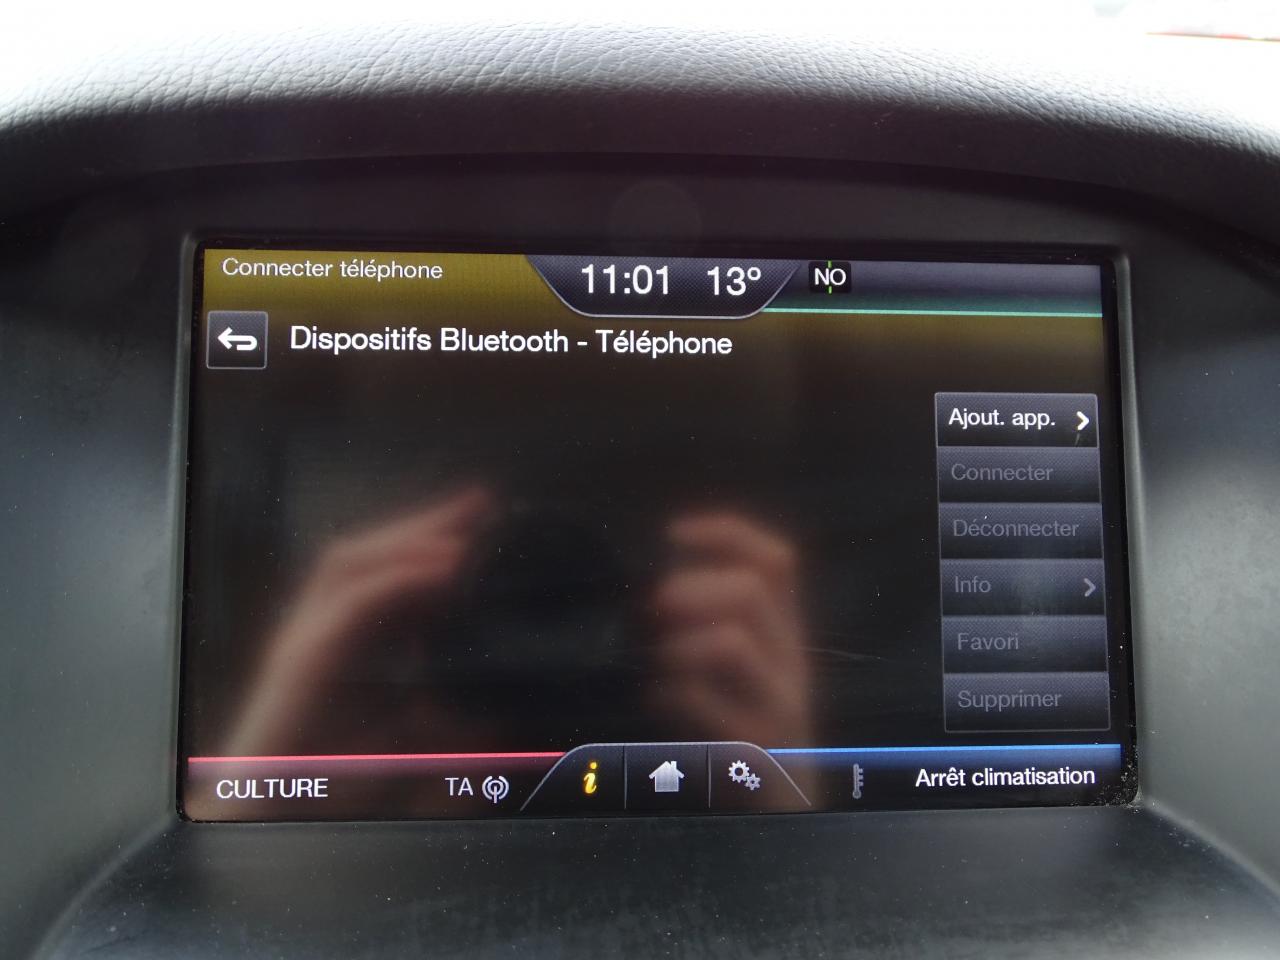 Connecter téléphone
11:01 13°
NO
Dispositifs Bluetooth - Téléphone
Ajout. app.
Connecter
Déconnecter
Info
Favori
Supprimer
CULTURE
TA
i
Arrêt climatisation